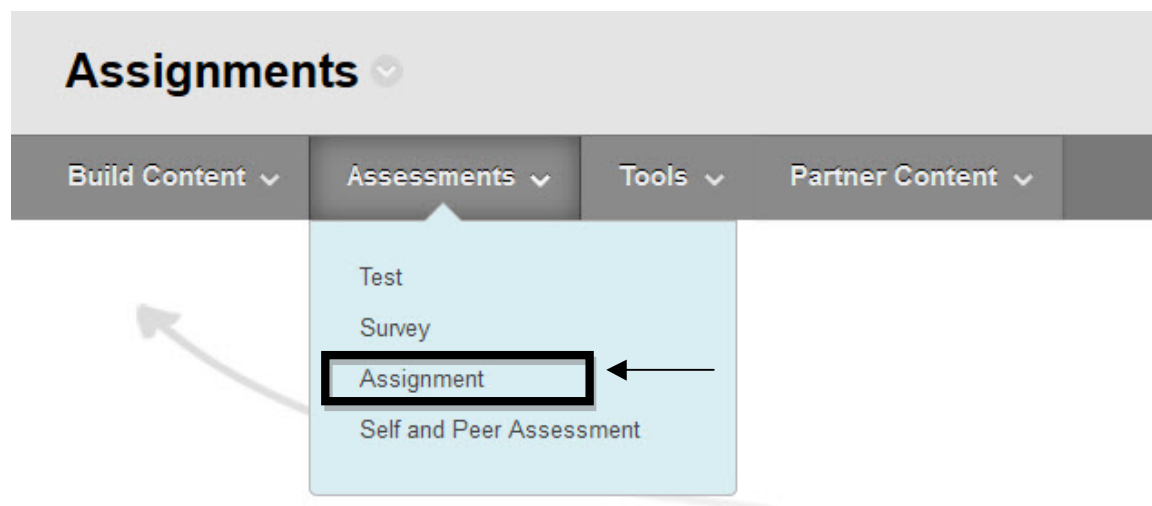 Assignments
Build Content Assessments Tools Partner Content
Test
Survey
Assignment
Self and Peer Assessment